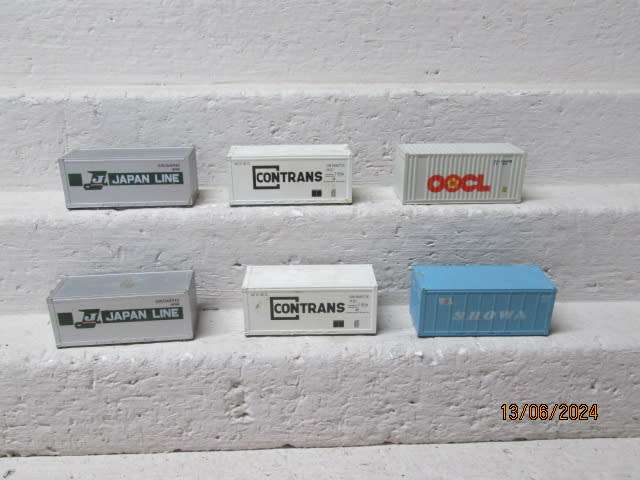 J JAPAN LINE
CONTRANS
OOCL
J JAPAN LINE
CONTRANS
SHOWA
13/06/2024